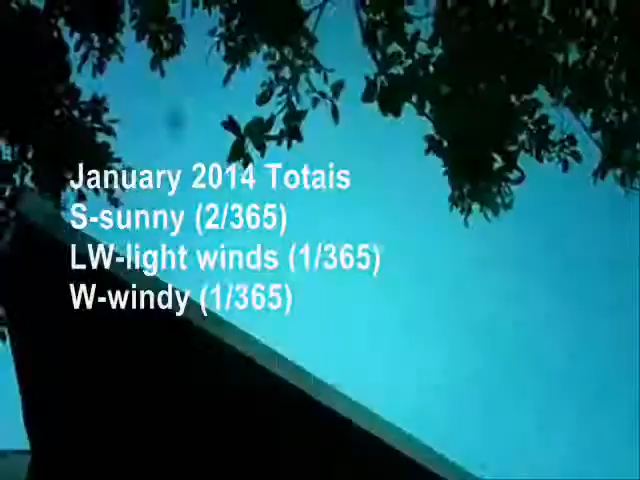 January 2014 Totais
S-sunny (2/365)
LW-light winds (1/365)
W-windy (1/365)